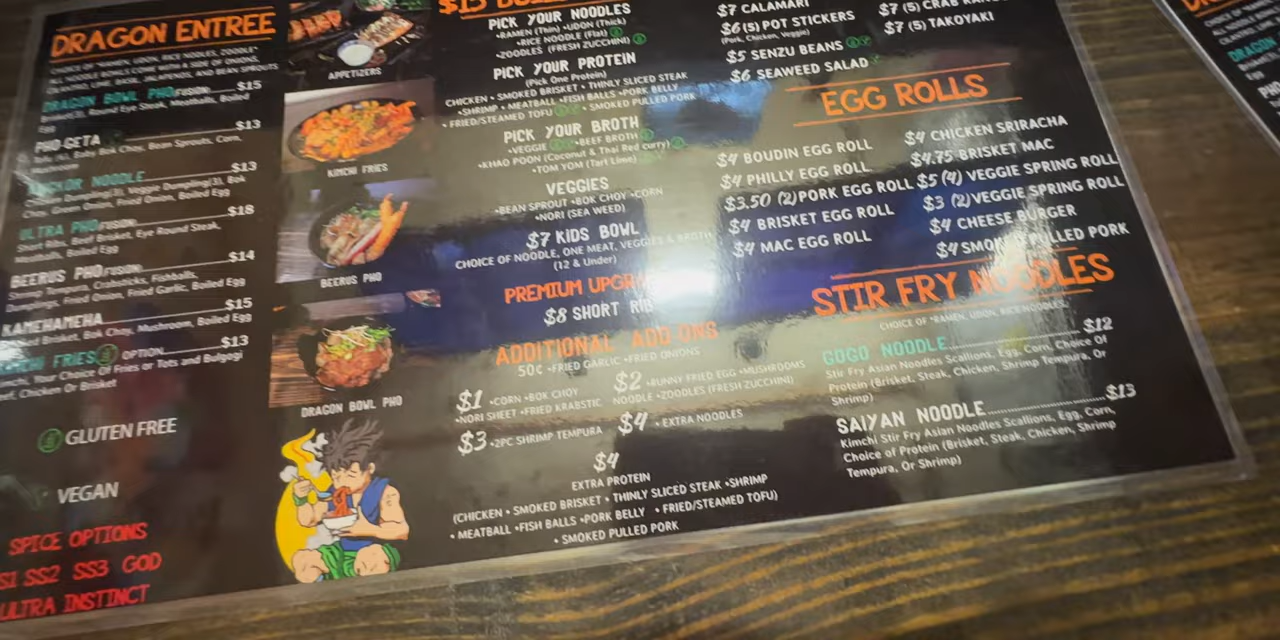 DRAGON ENTREE
DRAGON BOWL PHO FUSION $15
Brisket(3), Round Eye Steak, Meatballs, Boiled
Egg
PHO-GETA $13
Baby Bok Choy, Bean Sprouts, Corn,
NOODLE $13
Dumpling(3), Veggie Dumpling(3), Bok
Choy, Green Onion, Fried Onion, Boiled Egg
ULTRA PHO FUSION $18
Short Ribs, Beef Brisket, Eye Round Steak,
Meatballs, Boiled Egg
BEERUS PHO FUSION $14
Shrimp Tempura, Crabsticks, Fishballs,
Dumplings, Fried Onion, Fried Garlic, Boiled Egg
KAMEHAMEHA $15
Brisket, Bok Choy, Mushroom, Boiled Egg
FRIES OPTION $13
Your Choice Of Fries or Tots and Bulgogi
Chicken Or Brisket
GLUTEN FREE
VEGAN
SPICE OPTIONS
SS1 SS2 SS3 GOD
ULTRA INSTINCT
APPETIZERS
KIMCHI FRIES
BEERUS PHO
DRAGON BOWL PHO
$15
PICK YOUR NOODLES
•RAMEN (Thin) •UDON (Thick)
•RICE NOODLE (Flat)
•ZOODLES (FRESH ZUCCHINI)
PICK YOUR PROTEIN
(Pick One Protein)
CHICKEN • SMOKED BRISKET • THINLY SLICED STEAK
•SHRIMP • MEATBALL •FISH BALLS •PORK BELLY
• FRIED/STEAMED TOFU • SMOKED PULLED PORK
PICK YOUR BROTH
•VEGGIE •BEEF BROTH
•KHAO POON (Coconut & Thai Red curry)
•TOM YOM (Tart Lime)
VEGGIES
•BEAN SPROUT •BOK CHOY •CORN
•NORI (SEA WEED)
$7 KIDS BOWL
CHOICE OF NOODLE, ONE MEAT, VEGGIES & BROTH
(12 & Under)
PREMIUM
$8 SHORT RIB
ADDITIONAL ADD-ONS
50¢ •FRIED GARLIC •FRIED ONIONS
$1 •CORN •BOK CHOY
•NORI SHEET •FRIED KRABSTIC
$2 •RUNNY FRIED EGG •MUSHROOMS
NOODLE •ZOODLES (FRESH ZUCCHINI)
$3 •2PC SHRIMP TEMPURA $4 • EXTRA NOODLES
$4
EXTRA PROTEIN
(CHICKEN • SMOKED BRISKET • THINLY SLICED STEAK •SHRIMP
• MEATBALL •FISH BALLS •PORK BELLY • FRIED/STEAMED TOFU)
• SMOKED PULLED PORK
$7 CALAMARI
$6 (5) POT STICKERS
(Pork, Chicken, Veggie)
$5 SENZU BEANS
$6 SEAWEED SALAD
$7 (5) CRAB
$7 (5) TAKOYAKI
EGG ROLLS
$4 BOUDIN EGG ROLL
$4 PHILLY EGG ROLL
$3.50 (2)PORK EGG ROLL
$4 BRISKET EGG ROLL
$4 MAC EGG ROLL
$4 CHICKEN SRIRACHA
$4.75 BRISKET MAC
$5 (4) VEGGIE SPRING ROLL
$3 (2)VEGGIE SPRING ROLL
$4 CHEESE BURGER
$4 SMOKED PULLED PORK
STIR FRY NOODLES
CHOICE OF *RAMEN, UDON, RICE NOODLES,
GOGO NOODLE $12
Stir Fry Asian Noodles Scallions, Egg, Corn, Choice Of
Protein (Brisket, Steak, Chicken, Shrimp Tempura, Or
Shrimp)
SAIYAN NOODLE $13
Kimchi Stir Fry Asian Noodles Scallions, Egg, Corn,
Choice of Protein (Brisket, Steak, Chicken, Shrimp
Tempura, Or Shrimp)